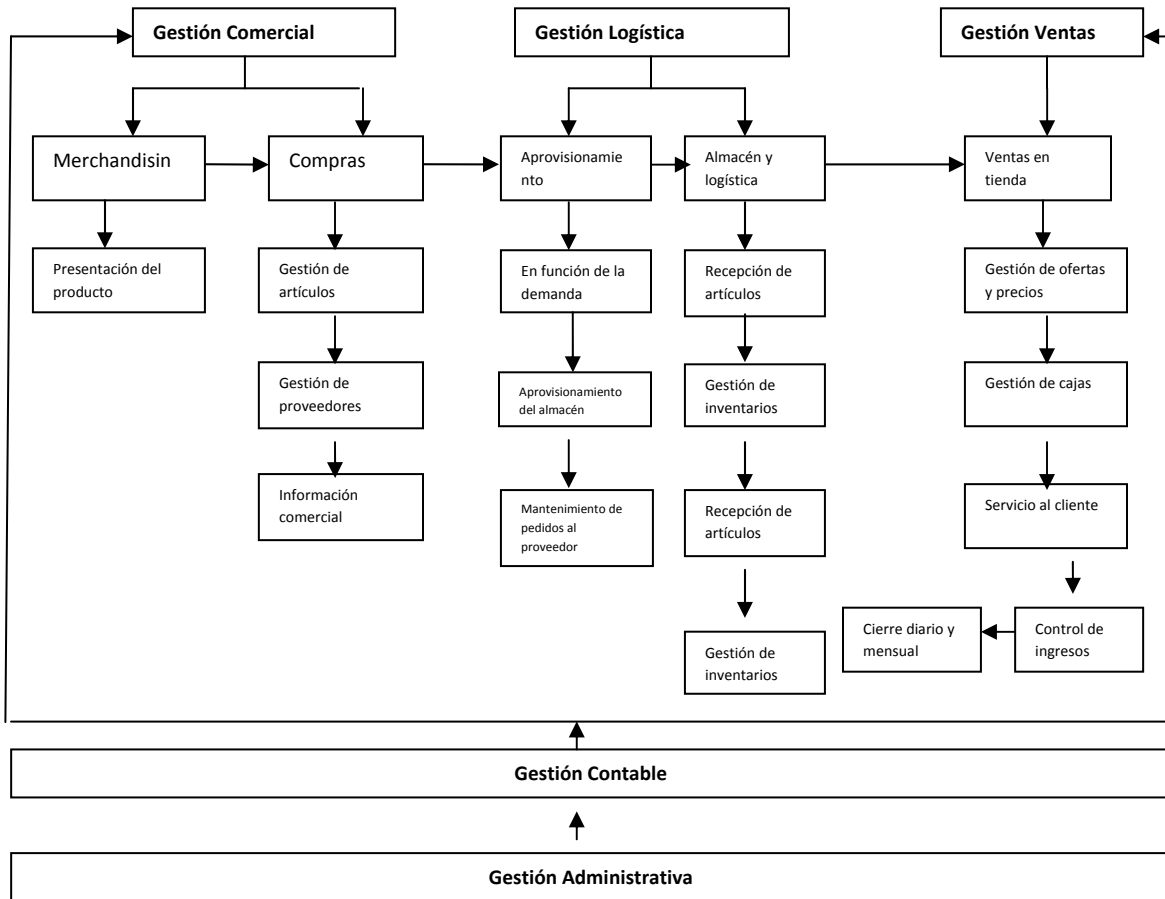 Gestión Comercial
Gestión Logística
Gestión Ventas
Merchandisin
Compras
Aprovisionamie
nto
Almacén y
logística
Ventas en
tienda
Presentación del
producto
Gestión de
artículos
En función de la
demanda
Recepción de
artículos
Gestión de ofertas
y precios
Gestión de
proveedores
Aprovisionamiento
del almacén
Gestión de
inventarios
Gestión de cajas
Información
comercial
Mantenimiento de
pedidos al
proveedor
Recepción de
artículos
Servicio al cliente
Gestión de
inventarios
Cierre diario y
mensual
Control de
ingresos
Gestión Contable
Gestión Administrativa